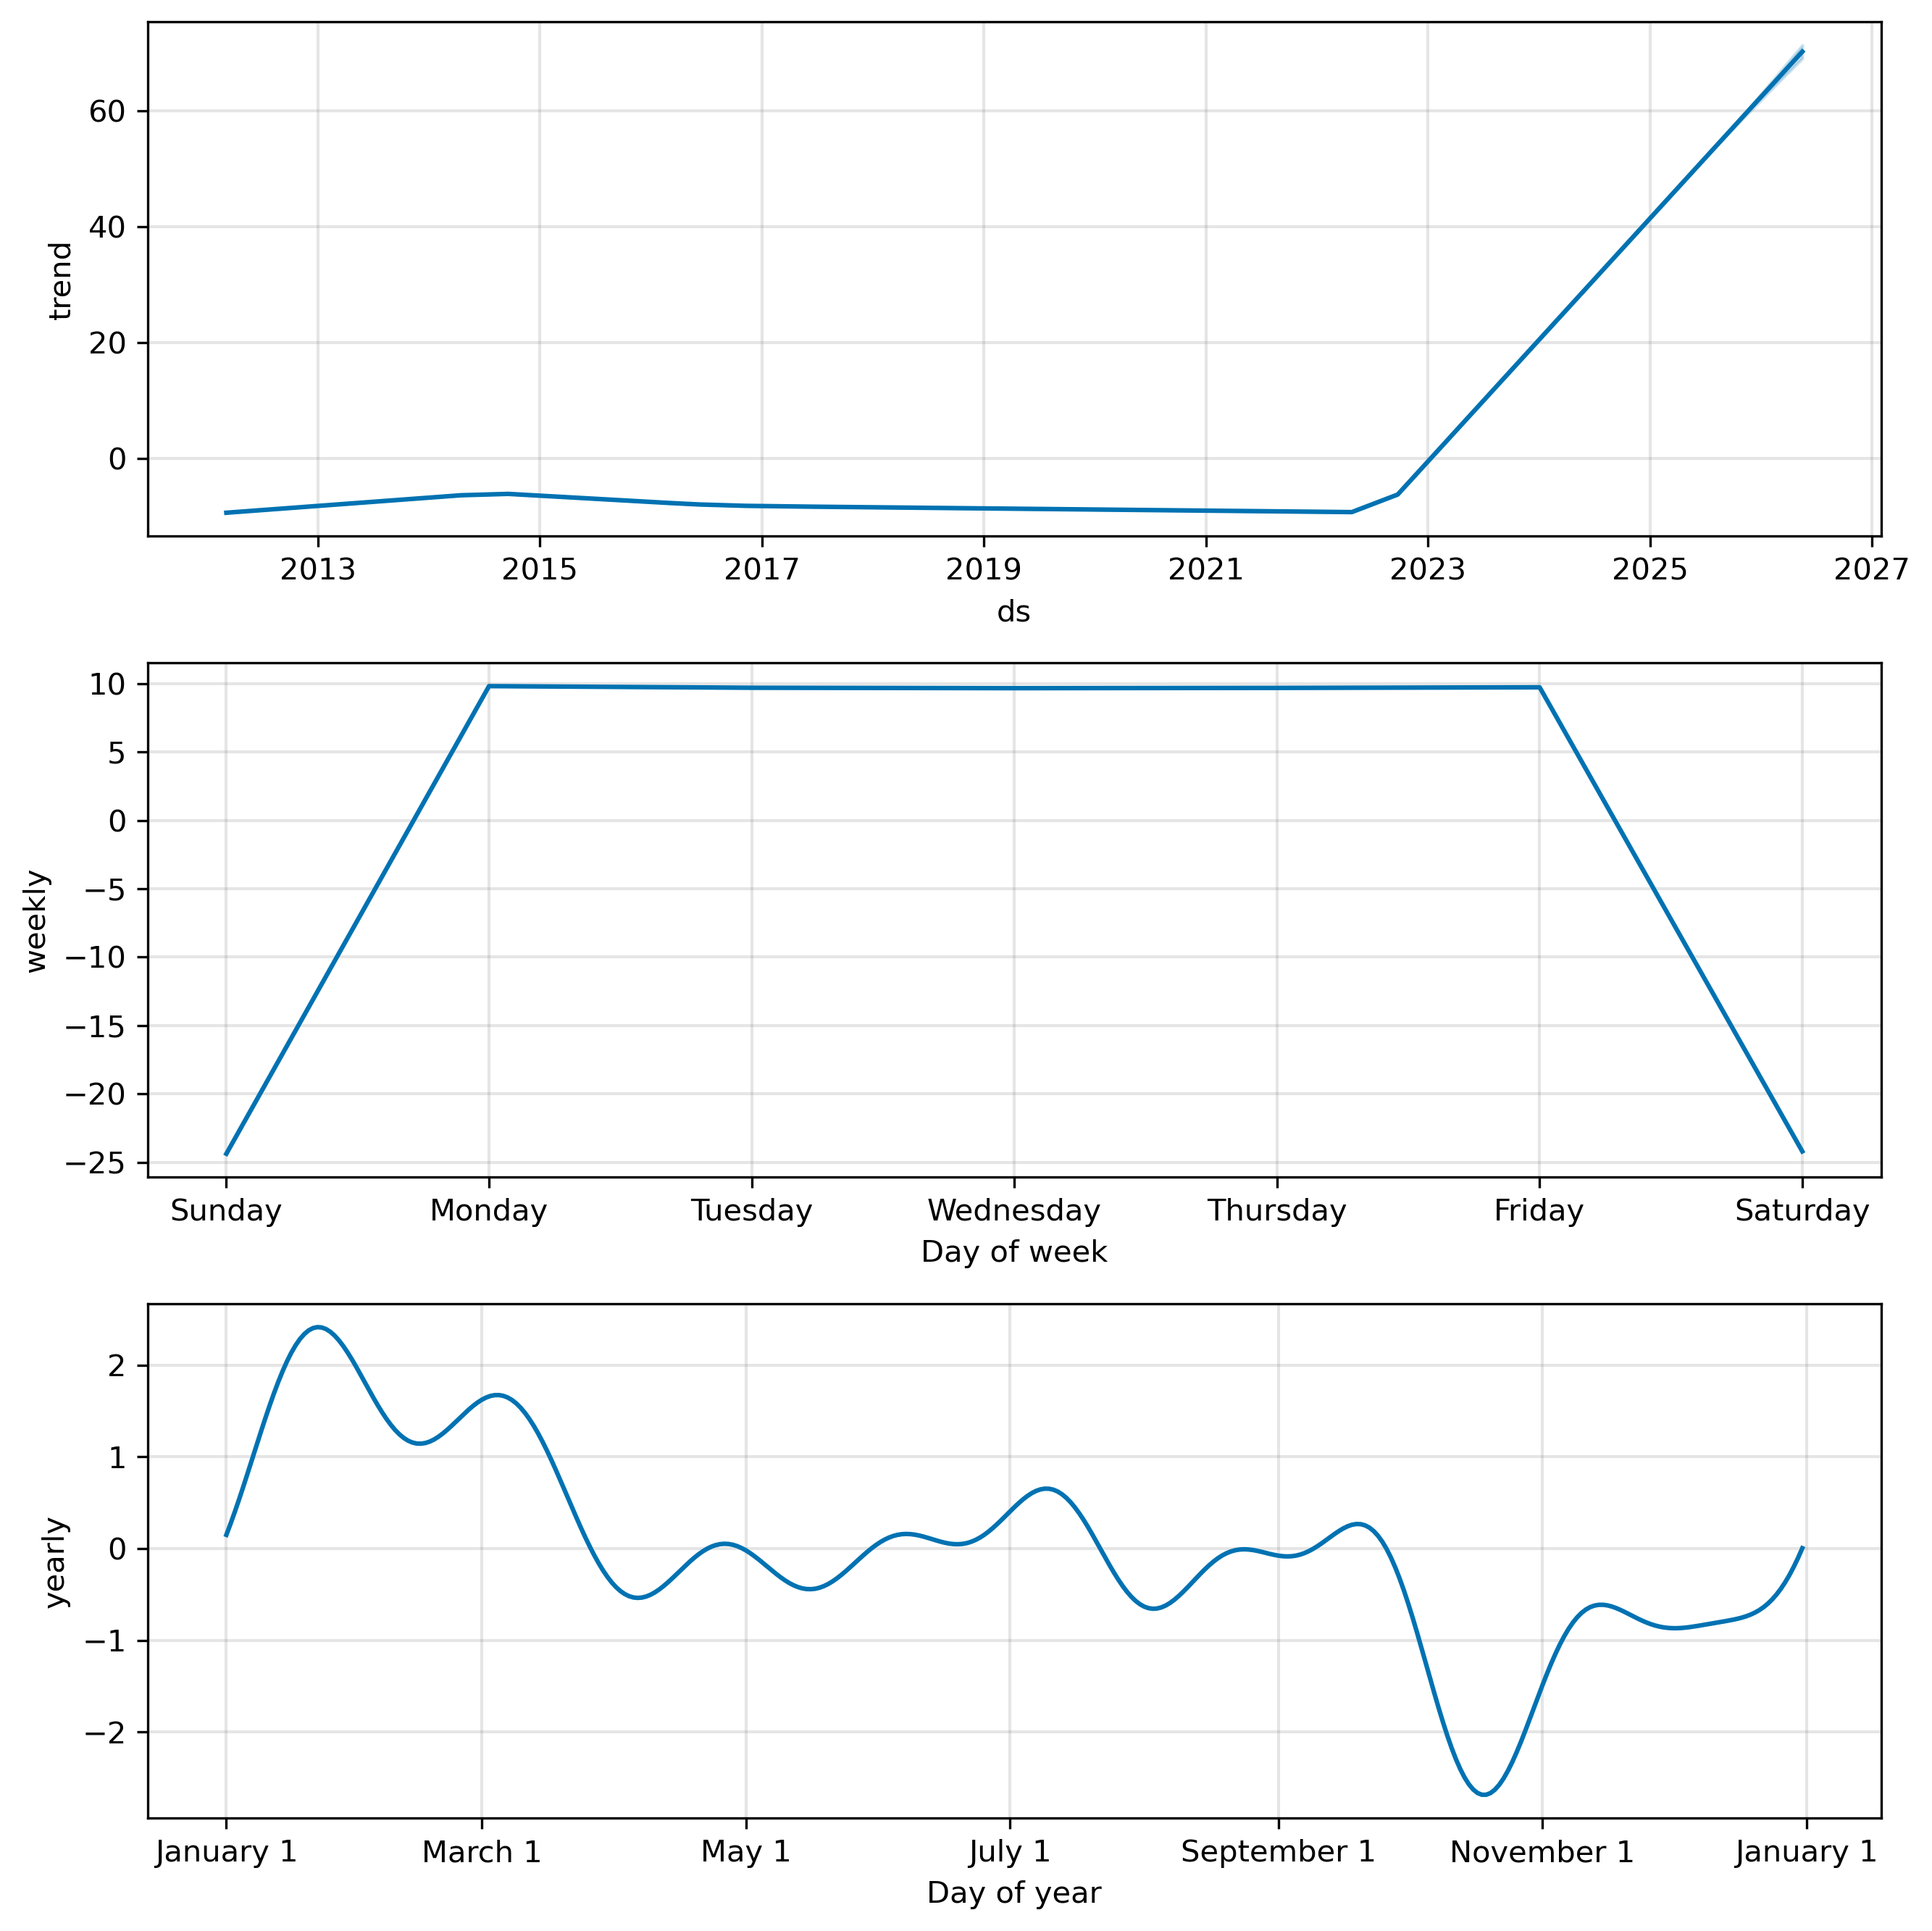 60
40
20
0
trend
2013 2015 2017 2019 2021 2023 2025 2027
ds
10
5
0
−5
−10
−15
−20
−25
weekly
Sunday Monday Tuesday Wednesday Thursday Friday Saturday
Day of week
2
1
0
−1
−2
yearly
January 1 March 1 May 1 July 1 September 1 November 1 January 1
Day of year